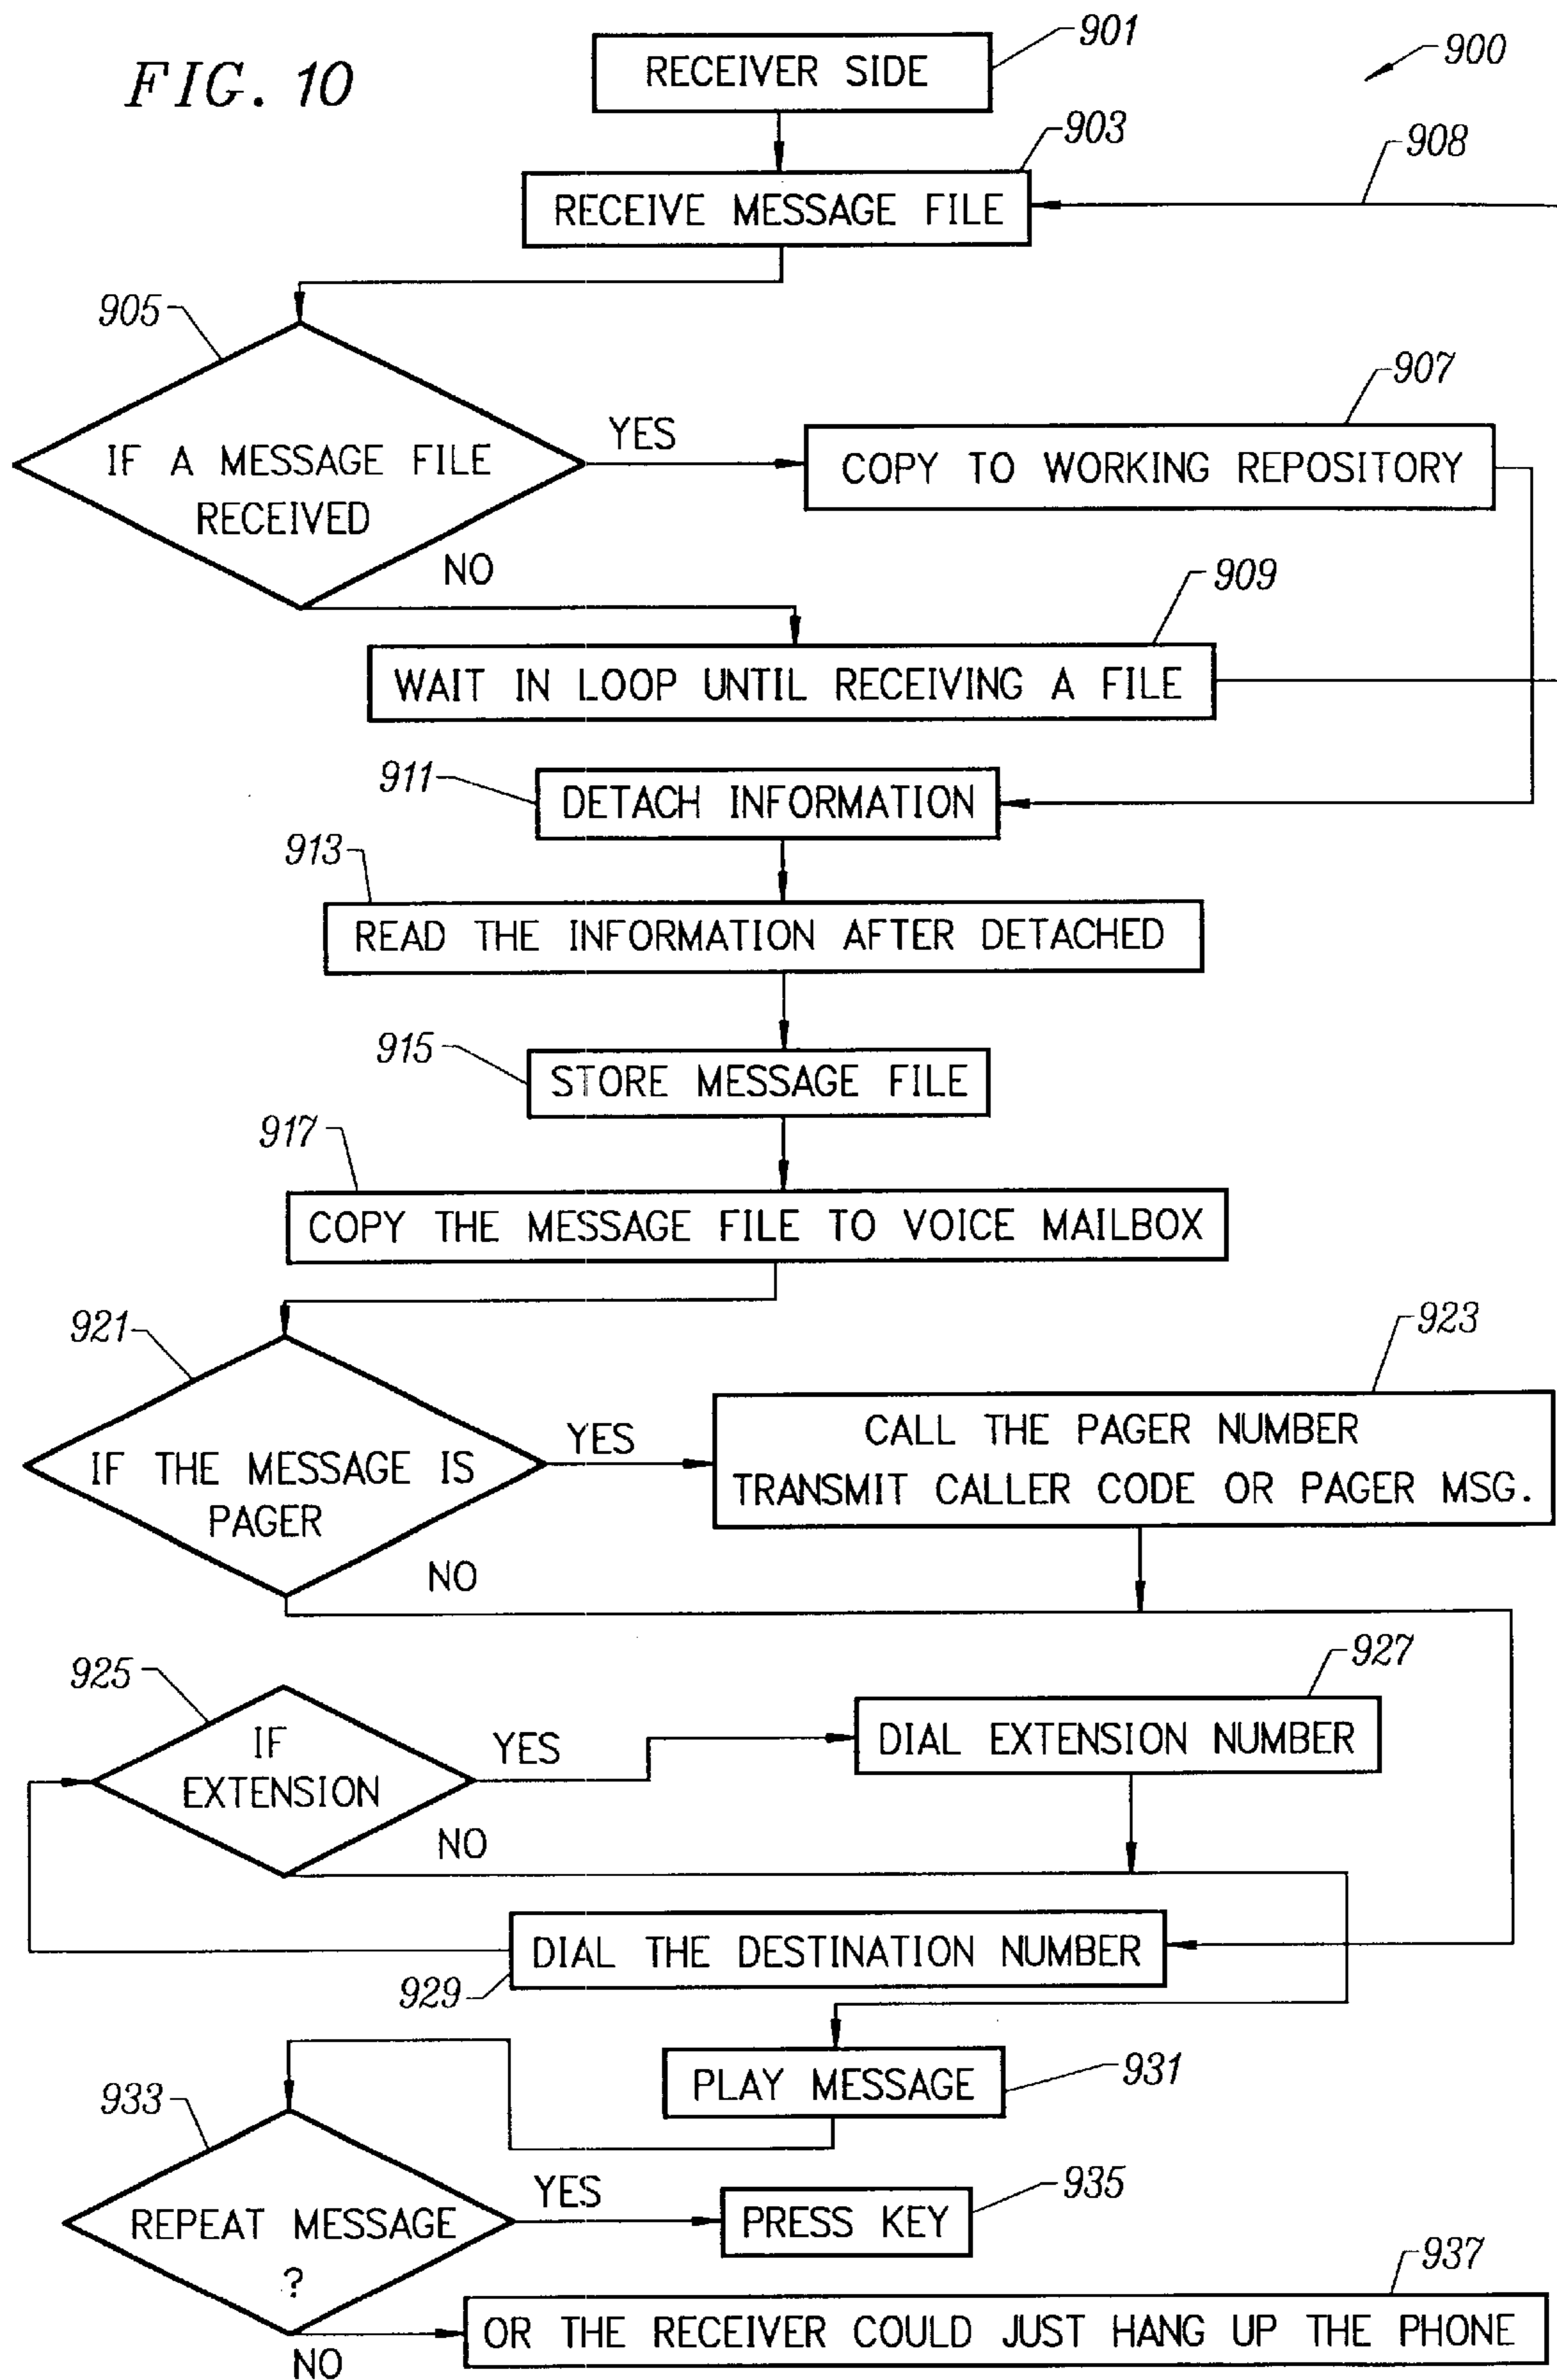 FIG. 10
RECEIVER SIDE
901
900
903
908
RECEIVE MESSAGE FILE
905
907
IF A MESSAGE FILE
RECEIVED
YES
COPY TO WORKING REPOSITORY
NO
909
WAIT IN LOOP UNTIL RECEIVING A FILE
911
DETACH INFORMATION
913
READ THE INFORMATION AFTER DETACHED
915
STORE MESSAGE FILE
917
COPY THE MESSAGE FILE TO VOICE MAILBOX
921
923
IF THE MESSAGE IS
PAGER
YES
CALL THE PAGER NUMBER
TRANSMIT CALLER CODE OR PAGER MSG.
NO
925
927
IF
EXTENSION
YES
DIAL EXTENSION NUMBER
NO
DIAL THE DESTINATION NUMBER
929
PLAY MESSAGE
931
933
REPEAT MESSAGE
?
YES
PRESS KEY
935
937
NO
OR THE RECEIVER COULD JUST HANG UP THE PHONE